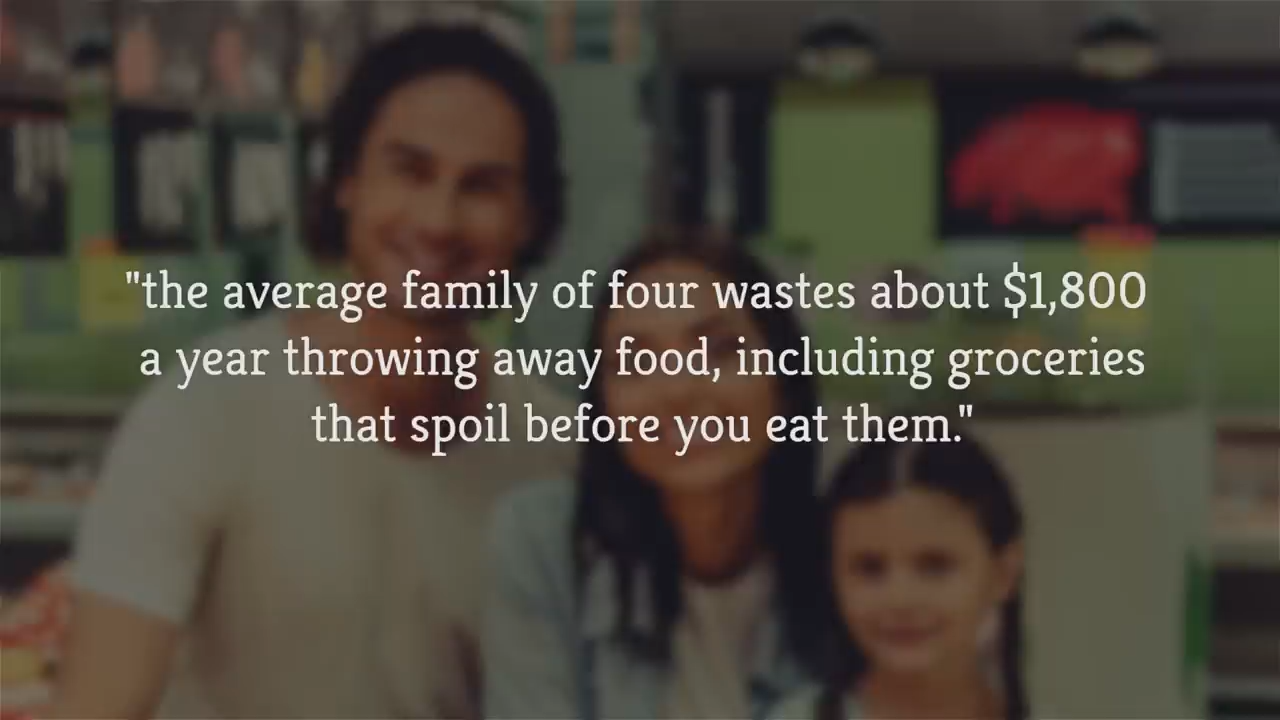 "the average family of four wastes about $1,800
a year throwing away food, including groceries
that spoil before you eat them."